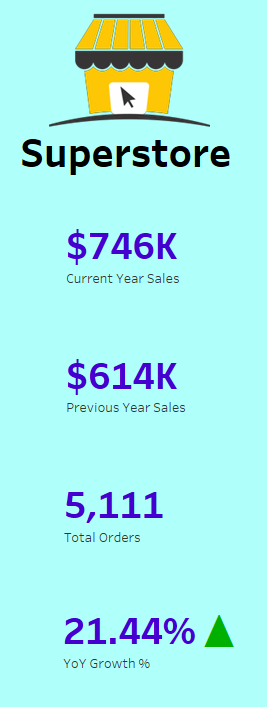 Superstore
$746K
Current Year Sales
$614K
Previous Year Sales
5,111
Total Orders
21.44%
YoY Growth %